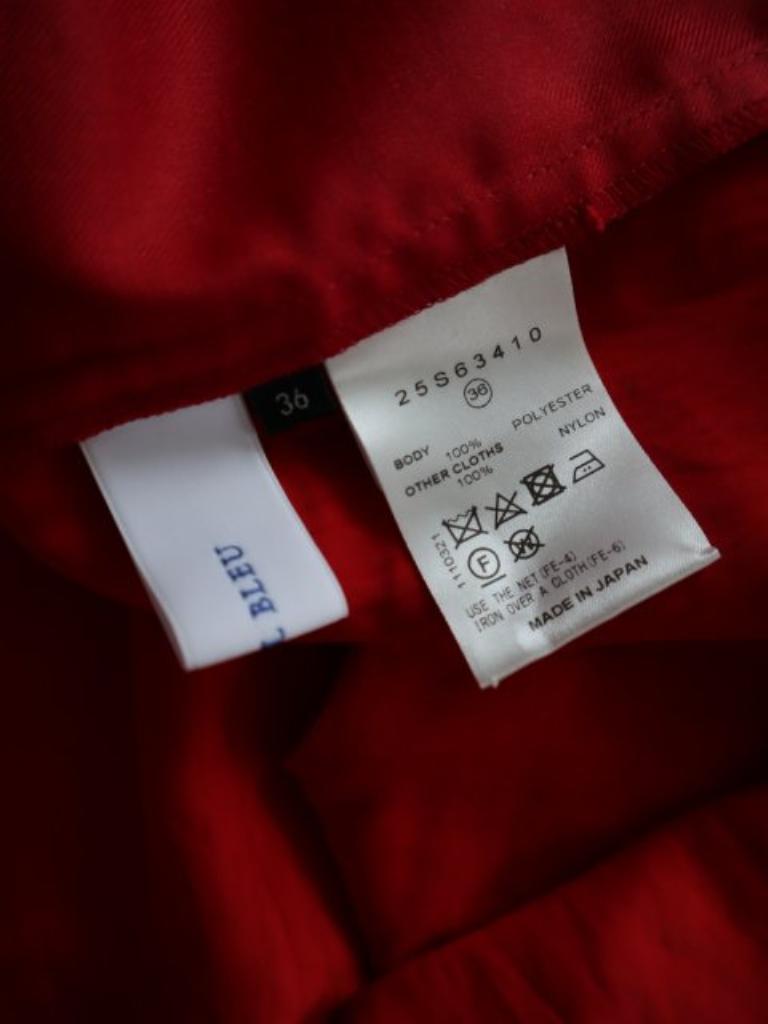 25S63410
36
BODY 100% POLYESTER
OTHER CLOTHS
100% NYLON
F
W
1110321
USE THE NET(FE-4)
IRON OVER A CLOTH(FE-6)
MADE IN JAPAN
36
BLEU